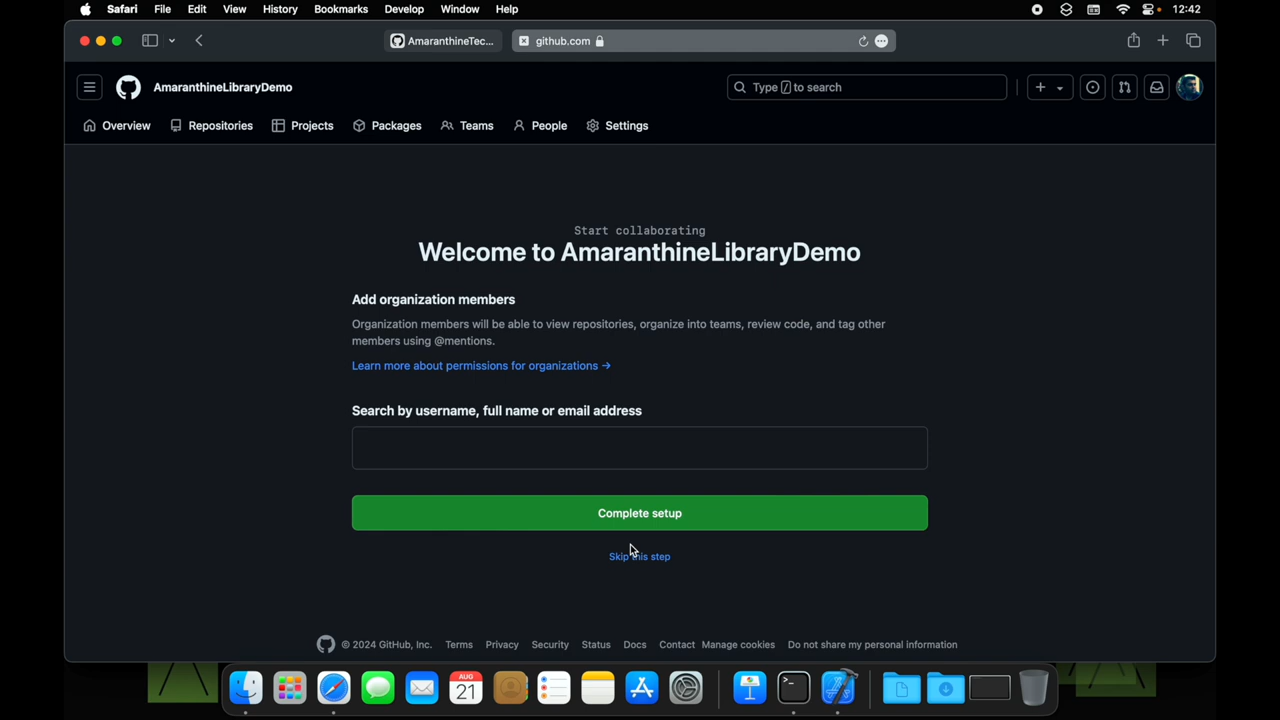 Safari File Edit View History Bookmarks Develop Window Help 12:42
AmaranthineTec... github.com
AmaranthineLibraryDemo Type / to search
Overview Repositories Projects Packages Teams People Settings
Start collaborating
Welcome to AmaranthineLibraryDemo
Add organization members
Organization members will be able to view repositories, organize into teams, review code, and tag other
members using @mentions.
Learn more about permissions for organizations →
Search by username, full name or email address
Complete setup
Skip this step
© 2024 GitHub, Inc. Terms Privacy Security Status Docs Contact Manage cookies Do not share my personal information
AUG
21